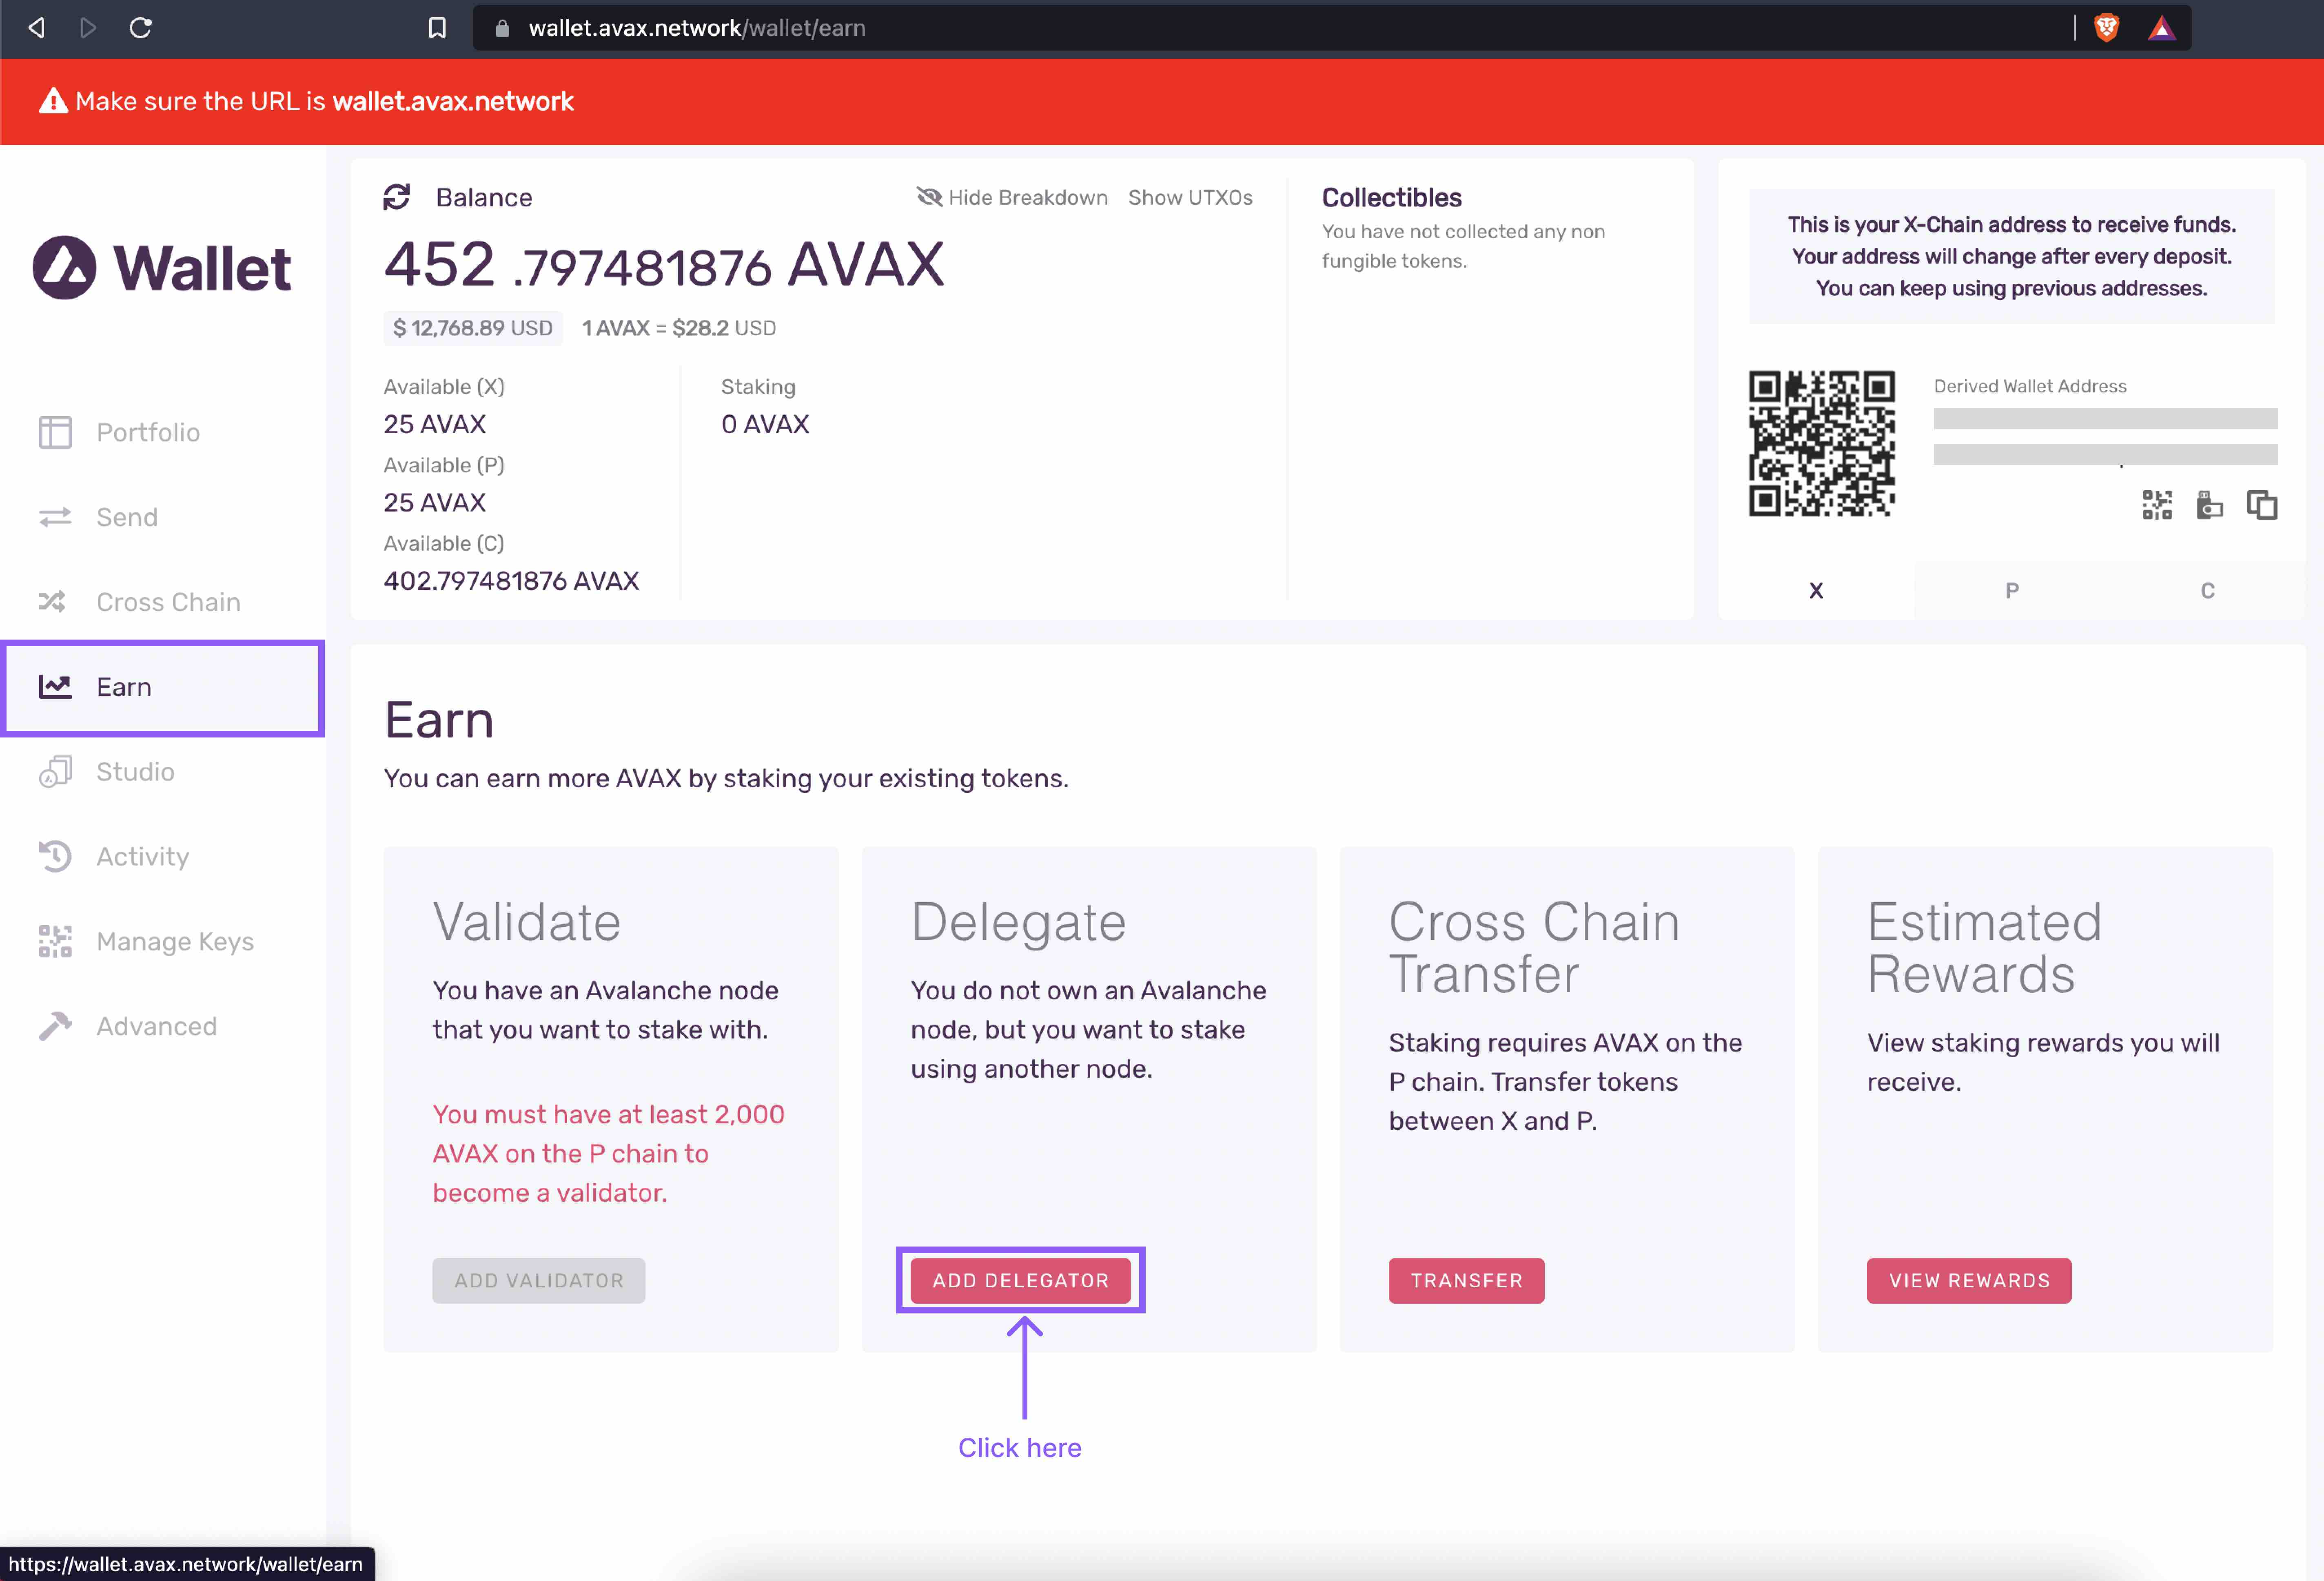 wallet.avax.network/wallet/earn
Make sure the URL is wallet.avax.network
Wallet
Portfolio
Send
Cross Chain
Earn
Studio
Activity
Manage Keys
Advanced
Balance
Hide Breakdown
Show UTXOs
452 .797481876 AVAX
$ 12,768.89 USD
1 AVAX = $28.2 USD
Available (X)
25 AVAX
Available (P)
25 AVAX
Available (C)
402.797481876 AVAX
Staking
0 AVAX
Collectibles
You have not collected any non
fungible tokens.
This is your X-Chain address to receive funds.
Your address will change after every deposit.
You can keep using previous addresses.
Derived Wallet Address
X
P
C
Earn
You can earn more AVAX by staking your existing tokens.
Validate
You have an Avalanche node
that you want to stake with.
You must have at least 2,000
AVAX on the P chain to
become a validator.
ADD VALIDATOR
Delegate
You do not own an Avalanche
node, but you want to stake
using another node.
ADD DELEGATOR
Click here
Cross Chain
Transfer
Staking requires AVAX on the
P chain. Transfer tokens
between X and P.
TRANSFER
Estimated
Rewards
View staking rewards you will
receive.
VIEW REWARDS
https://wallet.avax.network/wallet/earn